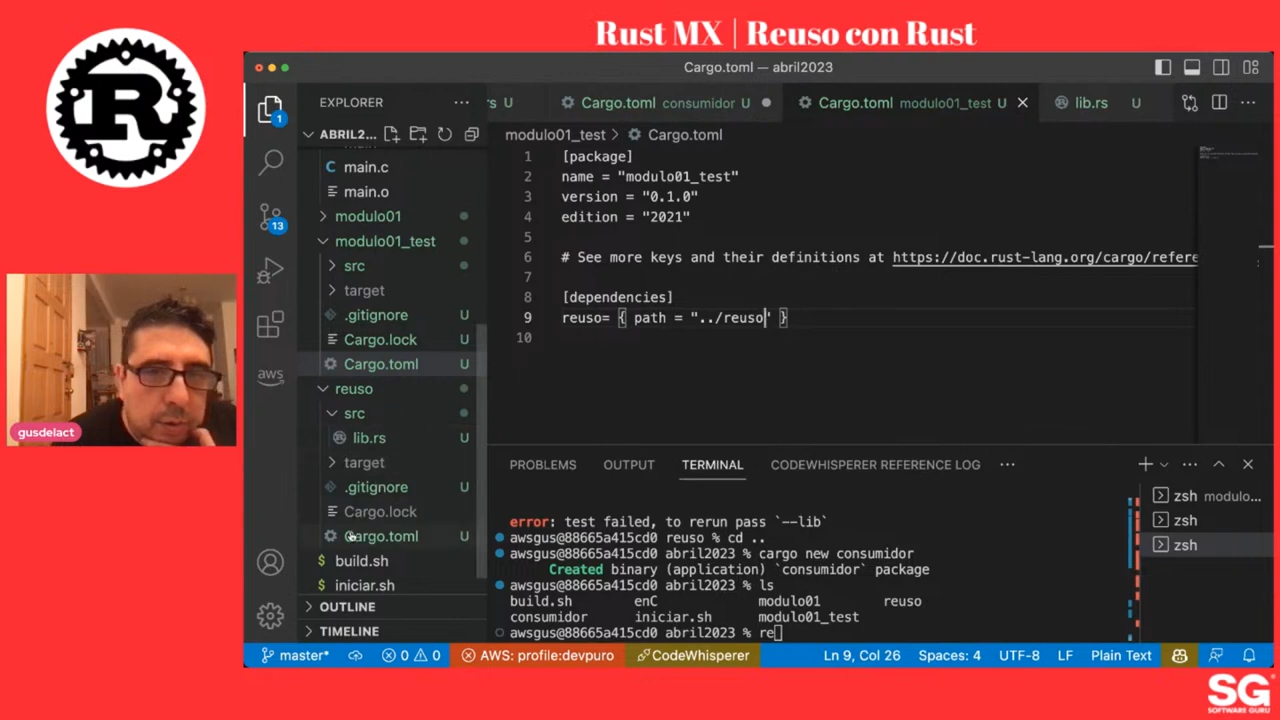 Rust MX | Reuso con Rust
Cargo.toml — abril2023
EXPLORER
rs U
Cargo.toml consumidor U
Cargo.toml modulo01_test U
lib.rs U
ABRIL2...
modulo01_test > Cargo.toml
main.c
main.o
modulo01
modulo01_test
src
target
.gitignore U
Cargo.lock U
Cargo.toml U
reuso
src
lib.rs U
target
.gitignore U
Cargo.lock
Cargo.toml U
build.sh
iniciar.sh
OUTLINE
TIMELINE
1 [package]
2 name = "modulo01_test"
3 version = "0.1.0"
4 edition = "2021"
5
6 # See more keys and their definitions at https://doc.rust-lang.org/cargo/refere
7
8 [dependencies]
9 reuso= { path = "../reuso" }
10
PROBLEMS OUTPUT TERMINAL CODEWHISPERER REFERENCE LOG
error: test failed, to rerun pass `--lib`
awsgus@88665a415cd0 reuso % cd ..
awsgus@88665a415cd0 abril2023 % cargo new consumidor
Created binary (application) `consumidor` package
awsgus@88665a415cd0 abril2023 % ls
build.sh enC modulo01 reuso
consumidor iniciar.sh modulo01_test
awsgus@88665a415cd0 abril2023 % re
zsh modulo...
zsh
zsh
aws
1
13
gusdelact
master* 0 0 AWS: profile:devpuro CodeWhisperer Ln 9, Col 26 Spaces: 4 UTF-8 LF Plain Text
R
SG
SOFTWARE GURU